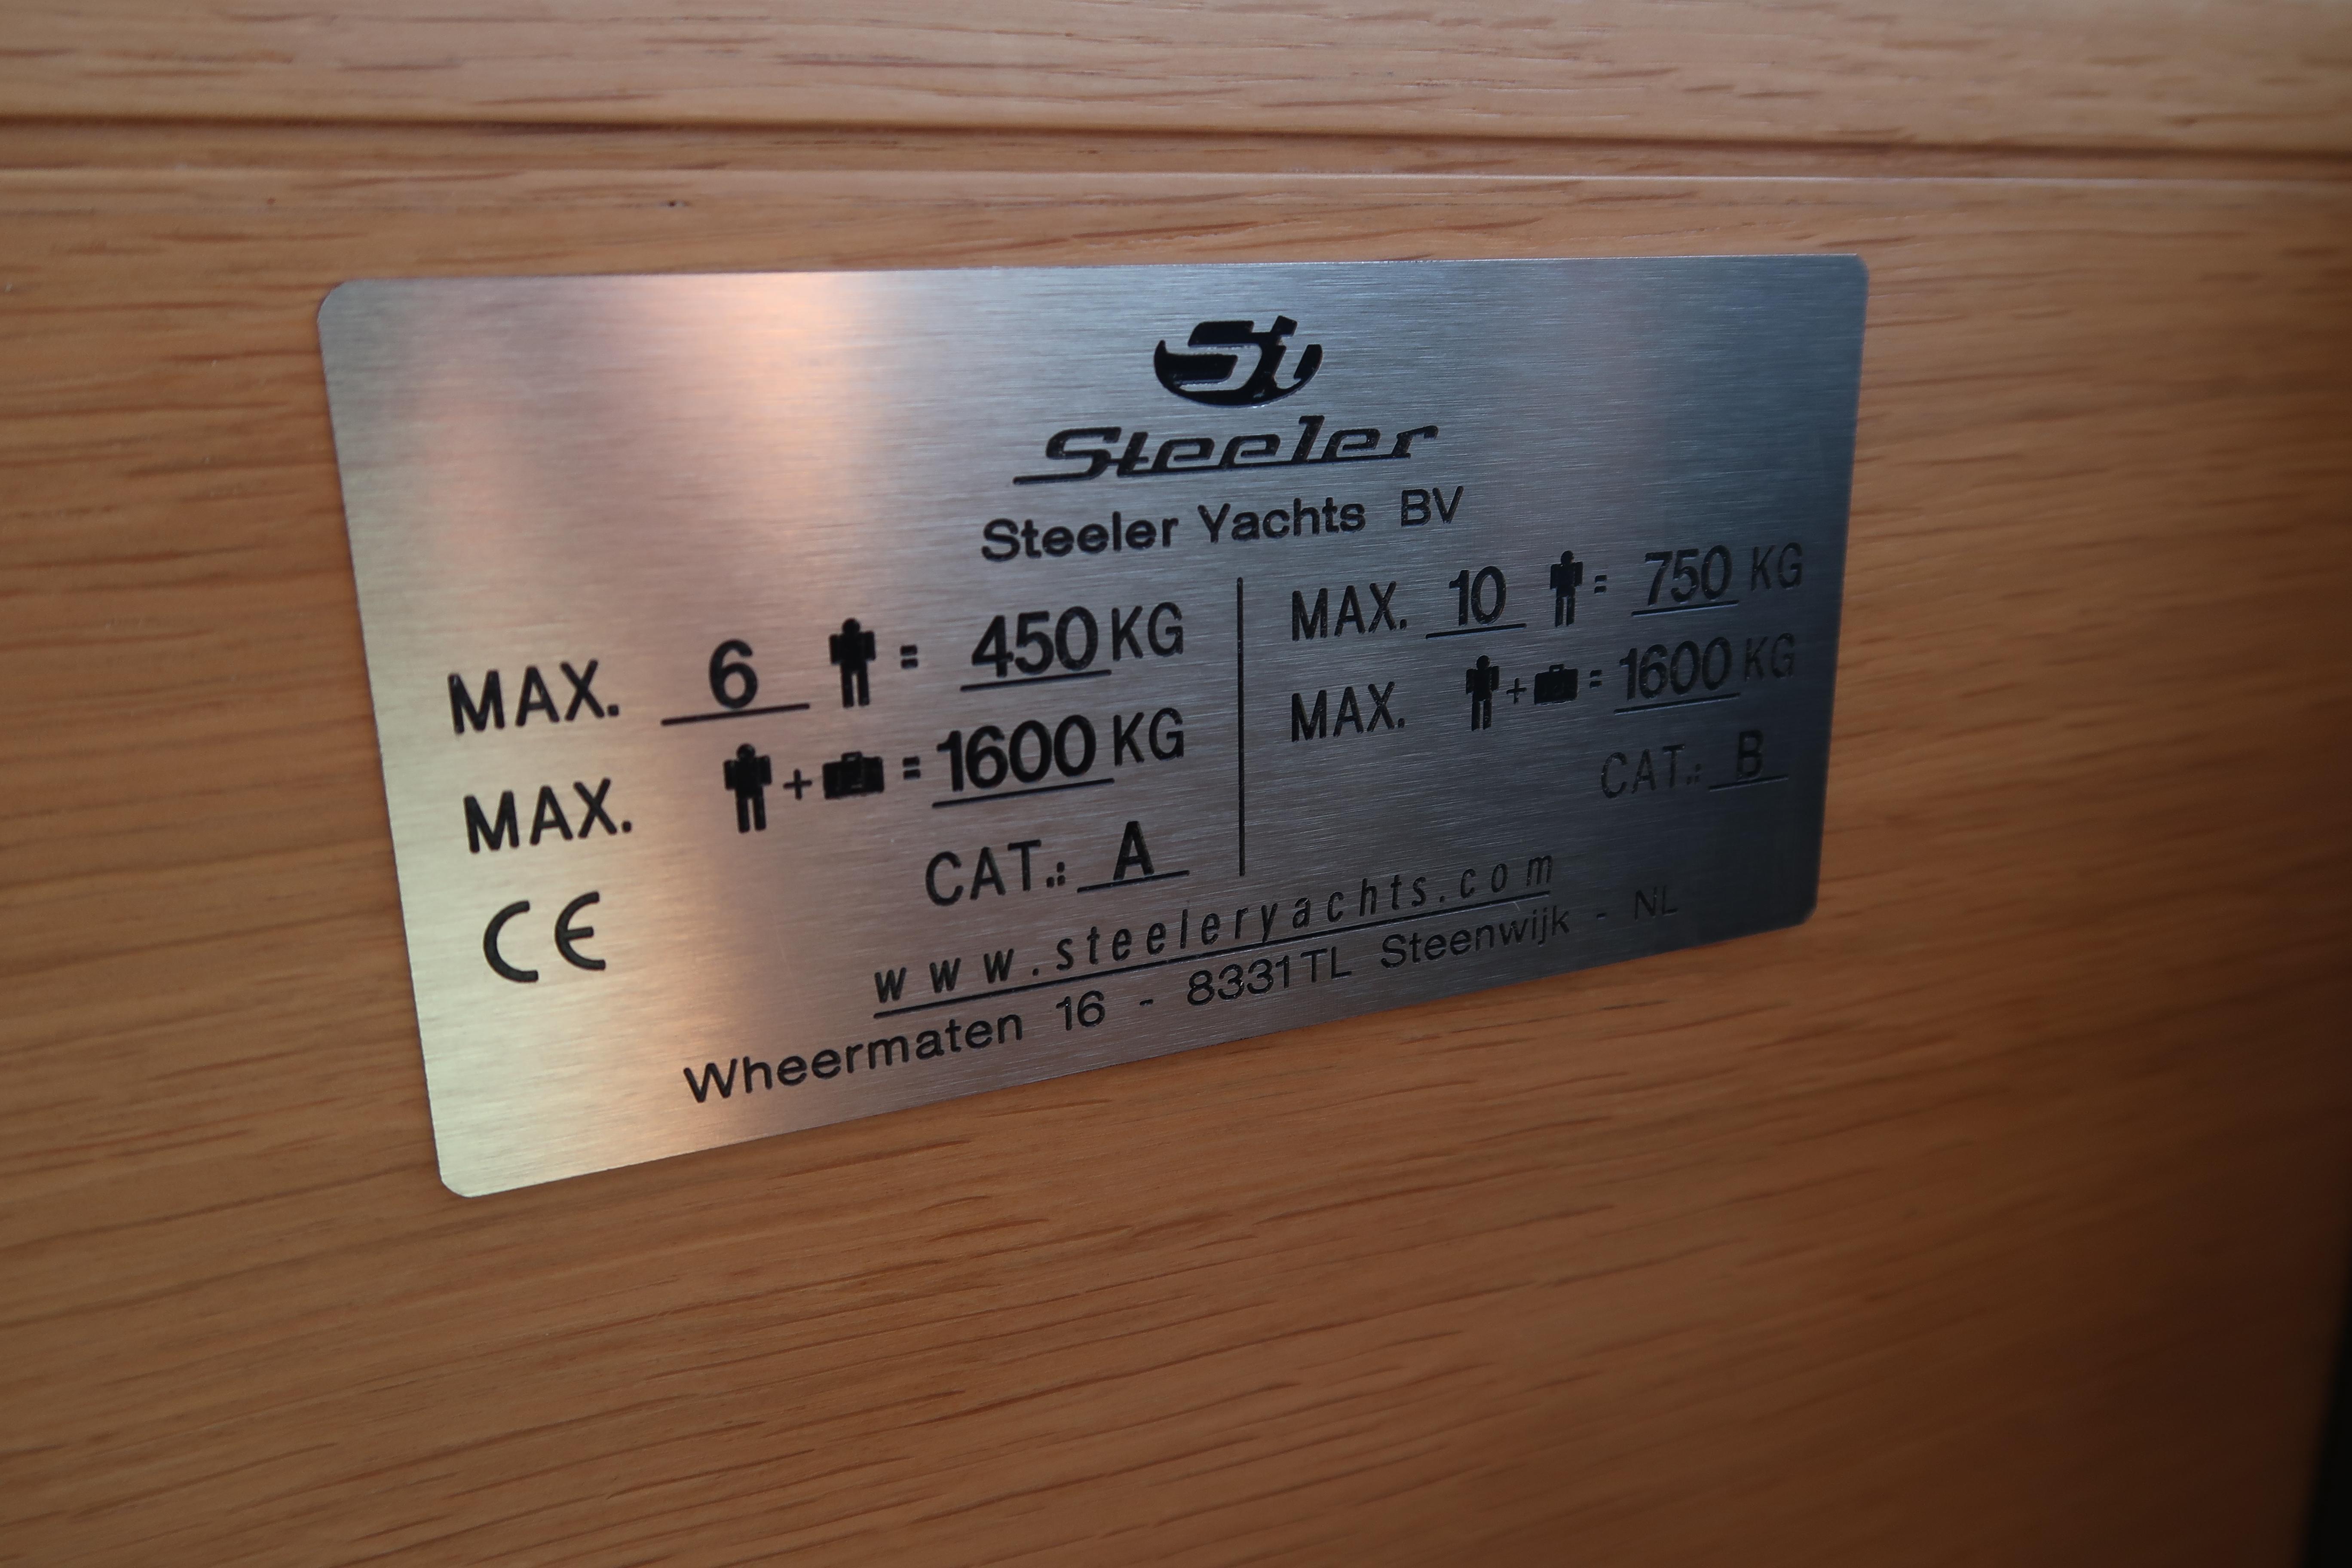 St
Steeler
Steeler Yachts BV
MAX. 6 = 450 KG
MAX. + = 1600 KG
CAT.: A
MAX. 10 = 750 KG
MAX. + = 1600 KG
CAT.: B
CE
www.steeleryachts.com
Wheermaten 16 - 8331TL Steenwijk - NL